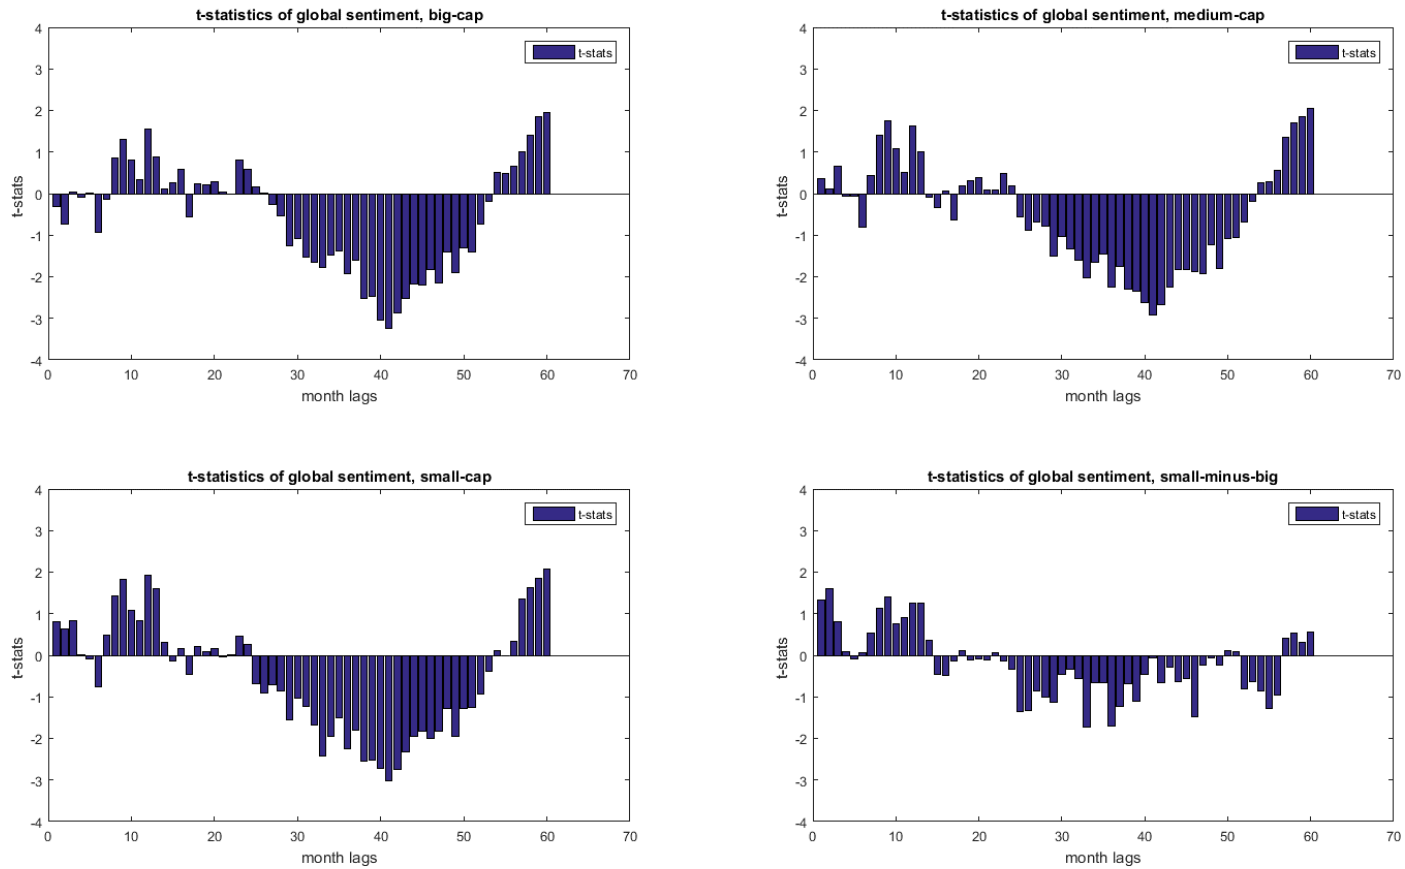 t-statistics of global sentiment, big-cap
4
3
2
1
0
-1
-2
-3
-4
t-stats
t-stats
0 10 20 30 40 50 60 70
month lags
t-statistics of global sentiment, medium-cap
4
3
2
1
0
-1
-2
-3
-4
t-stats
t-stats
0 10 20 30 40 50 60 70
month lags
t-statistics of global sentiment, small-cap
4
3
2
1
0
-1
-2
-3
-4
t-stats
t-stats
0 10 20 30 40 50 60 70
month lags
t-statistics of global sentiment, small-minus-big
4
3
2
1
0
-1
-2
-3
-4
t-stats
t-stats
0 10 20 30 40 50 60 70
month lags